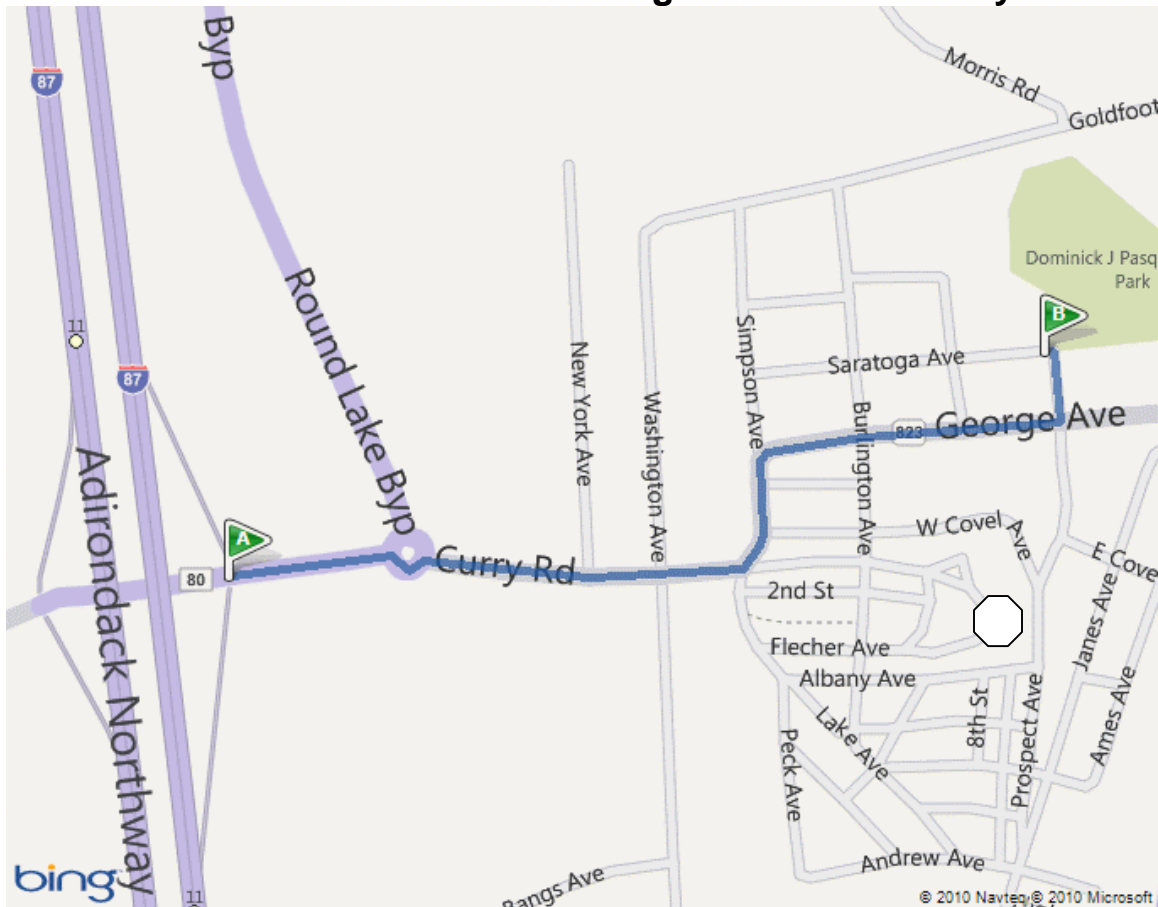 Byp
Morris Rd
87
Goldfoot
Dominick J Pasq
Park
Round Lake Byp
11
B
Simpson Ave
New York Ave
Saratoga Ave
87
Washington Ave
Burlington Ave
George Ave
823
Adirondack Northway
A
W Covel Ave
Curry Rd
E Cove
80
2nd St
Janes Ave
Flecher Ave
Albany Ave
8th St
Prospect Ave
Ames Ave
Lake Ave
Peck Ave
Andrew Ave
bing
Bangs Ave
11
© 2010 Navteq © 2010 Microsoft